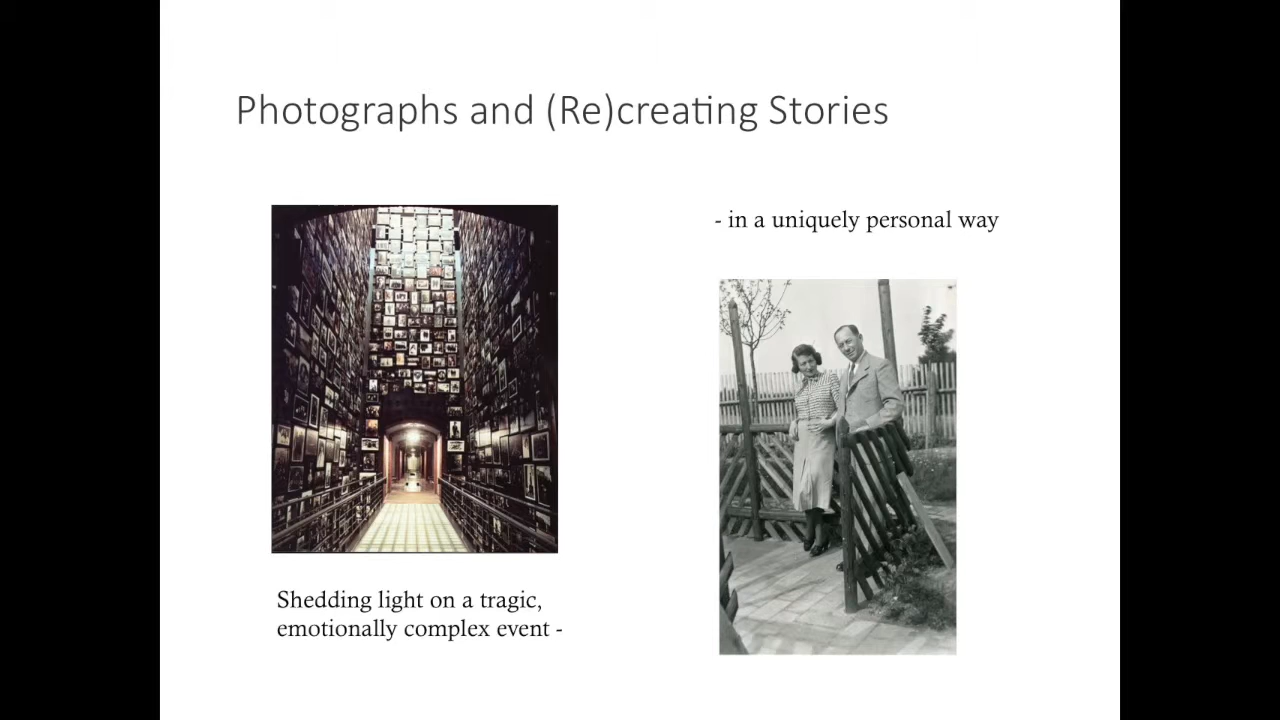 Photographs and (Re)creating Stories
Shedding light on a tragic,
emotionally complex event -
- in a uniquely personal way